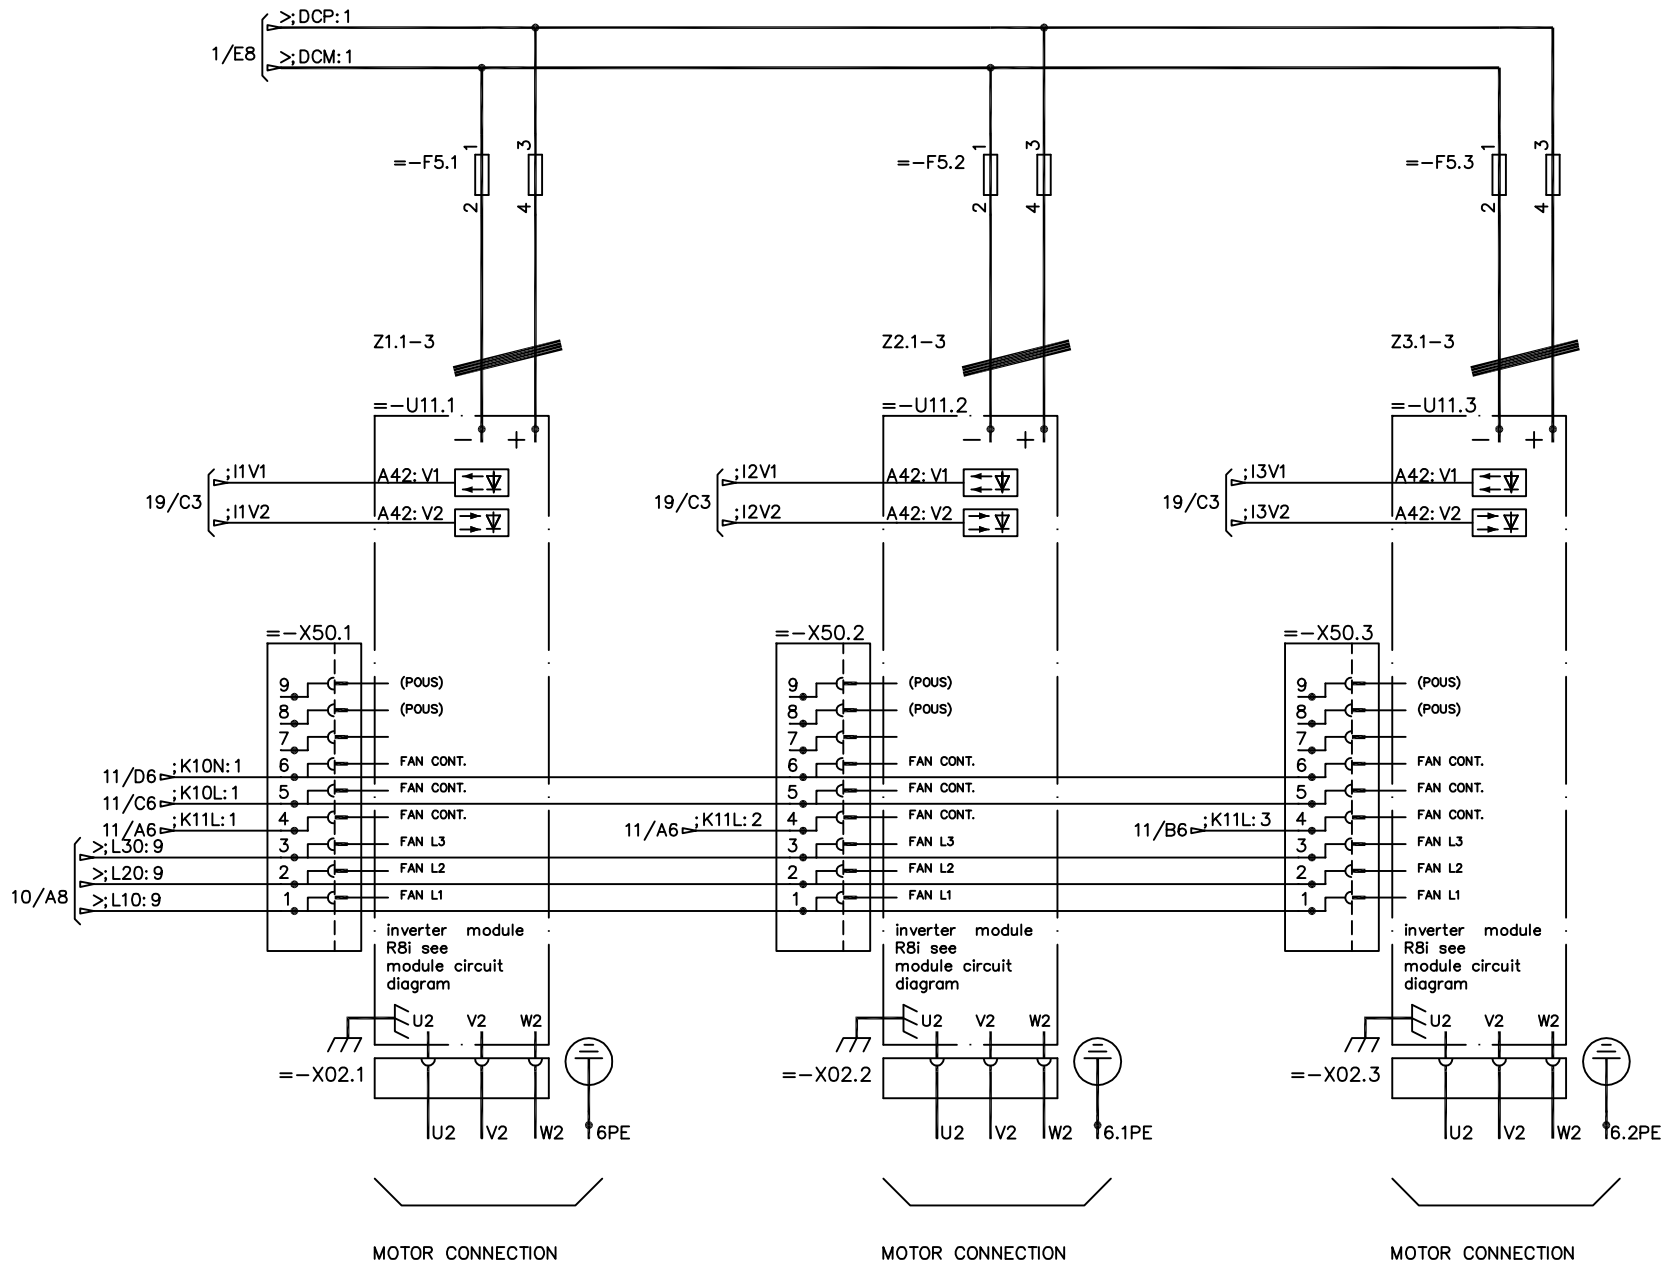 >;DCP:1
1/E8
>;DCM:1
=-F5.1 1 2 3 4
=-F5.2 1 2 3 4
=-F5.3 1 2 3 4
Z1.1-3
Z2.1-3
Z3.1-3
=-U11.1
=-U11.2
=-U11.3
- +
- +
- +
19/C3
;I1V1 A42:V1
;I1V2 A42:V2
19/C3
;I2V1 A42:V1
;I2V2 A42:V2
19/C3
;I3V1 A42:V1
;I3V2 A42:V2
=-X50.1
9 (POUS)
8 (POUS)
7
11/D6 ;K10N:1 6 FAN CONT.
11/C6 ;K10L:1 5 FAN CONT.
11/A6 ;K11L:1 4 FAN CONT.
>;L30:9 3 FAN L3
>;L20:9 2 FAN L2
10/A8
>;L10:9 1 FAN L1
=-X50.2
9 (POUS)
8 (POUS)
7
6 FAN CONT.
5 FAN CONT.
11/A6 ;K11L:2 4 FAN CONT.
3 FAN L3
2 FAN L2
1 FAN L1
=-X50.3
9 (POUS)
8 (POUS)
7
6 FAN CONT.
5 FAN CONT.
11/B6 ;K11L:3 4 FAN CONT.
3 FAN L3
2 FAN L2
1 FAN L1
inverter module
R8i see
module circuit
diagram
inverter module
R8i see
module circuit
diagram
inverter module
R8i see
module circuit
diagram
U2 V2 W2
U2 V2 W2
U2 V2 W2
=-X02.1
=-X02.2
=-X02.3
U2 V2 W2 6PE
U2 V2 W2 6.1PE
U2 V2 W2 6.2PE
MOTOR CONNECTION
MOTOR CONNECTION
MOTOR CONNECTION